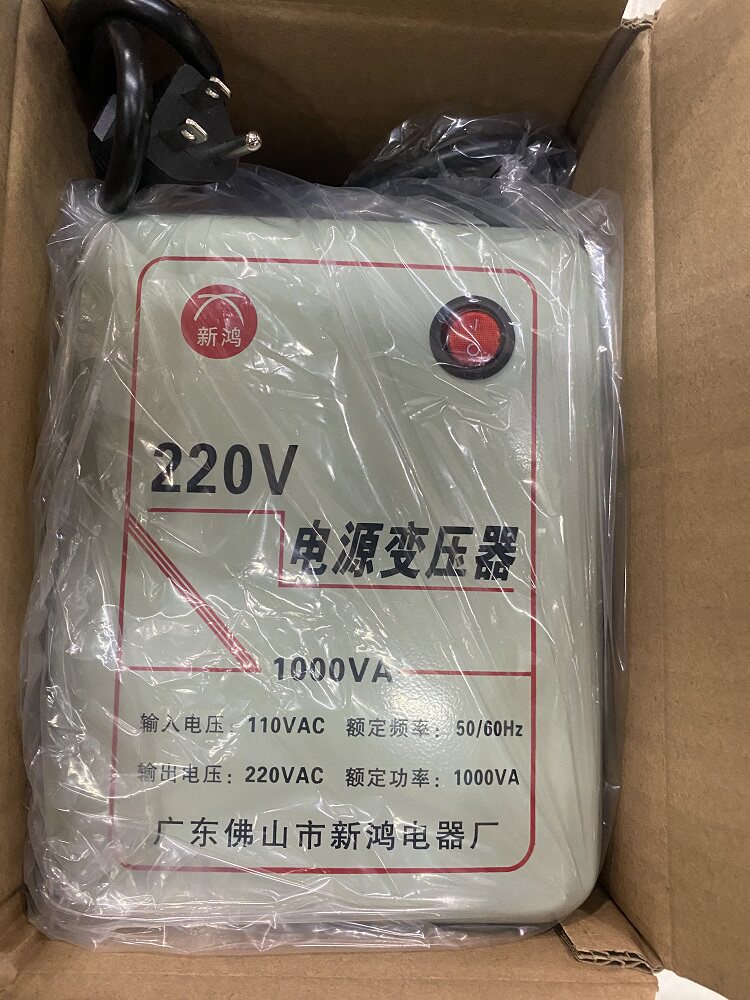 新鸿
220V
电源变压器
1000VA
输入电压：110VAC 额定频率：50/60Hz
输出电压：220VAC 额定功率：1000VA
广东佛山市新鸿电器厂